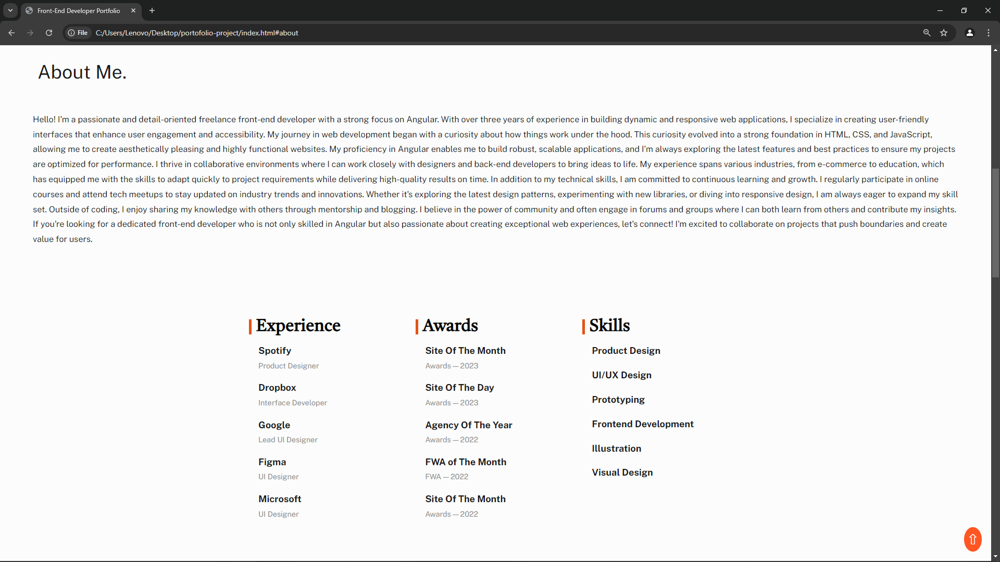 Front-End Developer Portfolio
File
C:/Users/Lenovo/Desktop/portofolio-project/index.html#about
About Me.
Hello! I'm a passionate and detail-oriented freelance front-end developer with a strong focus on Angular. With over three years of experience in building dynamic and responsive web applications, I specialize in creating user-friendly
interfaces that enhance user engagement and accessibility. My journey in web development began with a curiosity about how things work under the hood. This curiosity evolved into a strong foundation in HTML, CSS, and JavaScript,
allowing me to create aesthetically pleasing and highly functional websites. My proficiency in Angular enables me to build robust, scalable applications, and I’m always exploring the latest features and best practices to ensure my projects
are optimized for performance. I thrive in collaborative environments where I can work closely with designers and back-end developers to bring ideas to life. My experience spans various industries, from e-commerce to education, which
has equipped me with the skills to adapt quickly to project requirements while delivering high-quality results on time. In addition to my technical skills, I am committed to continuous learning and growth. I regularly participate in online
courses and attend tech meetups to stay updated on industry trends and innovations. Whether it's exploring the latest design patterns, experimenting with new libraries, or diving into responsive design, I am always eager to expand my skill
set. Outside of coding, I enjoy sharing my knowledge with others through mentorship and blogging. I believe in the power of community and often engage in forums and groups where I can both learn from others and contribute my insights.
If you're looking for a dedicated front-end developer who is not only skilled in Angular but also passionate about creating exceptional web experiences, let's connect! I'm excited to collaborate on projects that push boundaries and create
value for users.
Experience
Spotify
Product Designer
Dropbox
Interface Developer
Google
Lead UI Designer
Figma
UI Designer
Microsoft
UI Designer
Awards
Site Of The Month
Awards — 2023
Site Of The Day
Awards — 2023
Agency Of The Year
Awards — 2022
FWA of The Month
FWA — 2022
Site Of The Month
Awards — 2022
Skills
Product Design
UI/UX Design
Prototyping
Frontend Development
Illustration
Visual Design